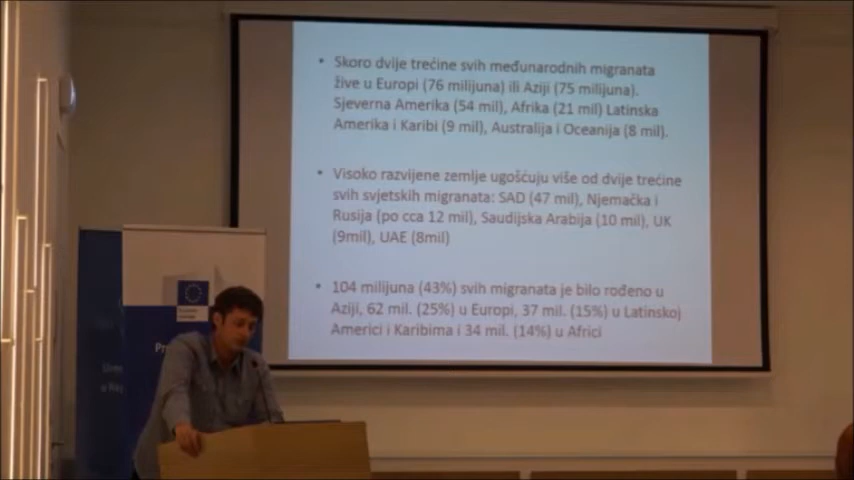 • Skoro dvije trećine svih međunarodnih migranata
žive u Europi (76 milijuna) ili Aziji (75 milijuna).
Sjeverna Amerika (54 mil), Afrika (21 mil) Latinska
Amerika i Karibi (9 mil), Australija i Oceanija (8 mil).
• Visoko razvijene zemlje ugošćuju više od dvije trećine
svih svjetskih migranata: SAD (47 mil), Njemačka i
Rusija (po cca 12 mil), Saudijska Arabija (10 mil), UK
(9mil), UAE (8mil)
• 104 milijuna (43%) svih migranata je bilo rođeno u
Aziji, 62 mil. (25%) u Europi, 37 mil. (15%) u Latinskoj
Americi i Karibima i 34 mil. (14%) u Africi